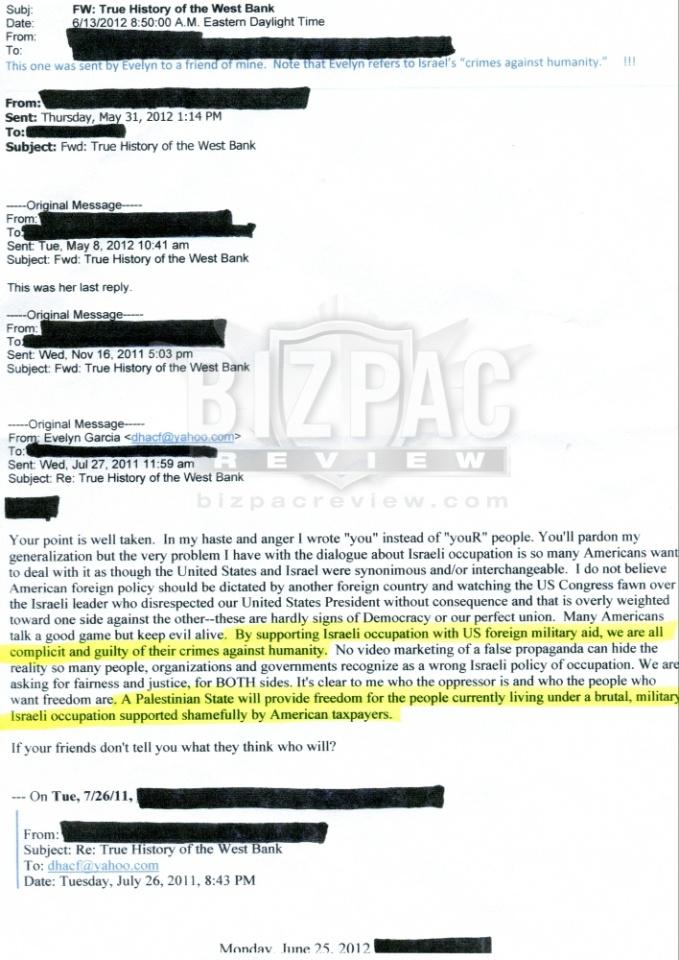 Subj: FW: True History of the West Bank
Date: 6/13/2012 8:50:00 A.M. Eastern Daylight Time
From:
To:
This one was sent by Evelyn to a friend of mine. Note that Evelyn refers to Israel's "crimes against humanity." !!!
From:
Sent: Thursday, May 31, 2012 1:14 PM
To:
Subject: Fwd: True History of the West Bank
-----Original Message-----
From:
To:
Sent: Tue, May 8, 2012 10:41 am
Subject: Fwd: True History of the West Bank
This was her last reply.
-----Original Message-----
From:
To:
Sent: Wed, Nov 16, 2011 5:03 pm
Subject: Fwd: True History of the West Bank
BIZPAC
REVIEW
bizpacreview.com
-----Original Message-----
From: Evelyn Garcia <dhacf@yahoo.com>
To:
Sent: Wed, Jul 27, 2011 11:59 am
Subject: Re: True History of the West Bank
Your point is well taken. In my haste and anger I wrote "you" instead of "youR" people. You'll pardon my
generalization but the very problem I have with the dialogue about Israeli occupation is so many Americans want
to deal with it as though the United States and Israel were synonimous and/or interchangeable. I do not believe
American foreign policy should be dictated by another foreign country and watching the US Congress fawn over
the Israeli leader who disrespected our United States President without consequence and that is overly weighted
toward one side against the other--these are hardly signs of Democracy or our perfect union. Many Americans
talk a good game but keep evil alive. By supporting Israeli occupation with US foreign military aid, we are all
complicit and guilty of their crimes against humanity. No video marketing of a false propaganda can hide the
reality so many people, organizations and governments recognize as a wrong Israeli policy of occupation. We are
asking for fairness and justice, for BOTH sides. It's clear to me who the oppressor is and who the people who
want freedom are. A Palestinian State will provide freedom for the people currently living under a brutal, military
Israeli occupation supported shamefully by American taxpayers.
If your friends don't tell you what they think who will?
--- On Tue, 7/26/11,
From:
Subject: Re: True History of the West Bank
To: dhacf@yahoo.com
Date: Tuesday, July 26, 2011, 8:43 PM
Monday, June 25, 2012